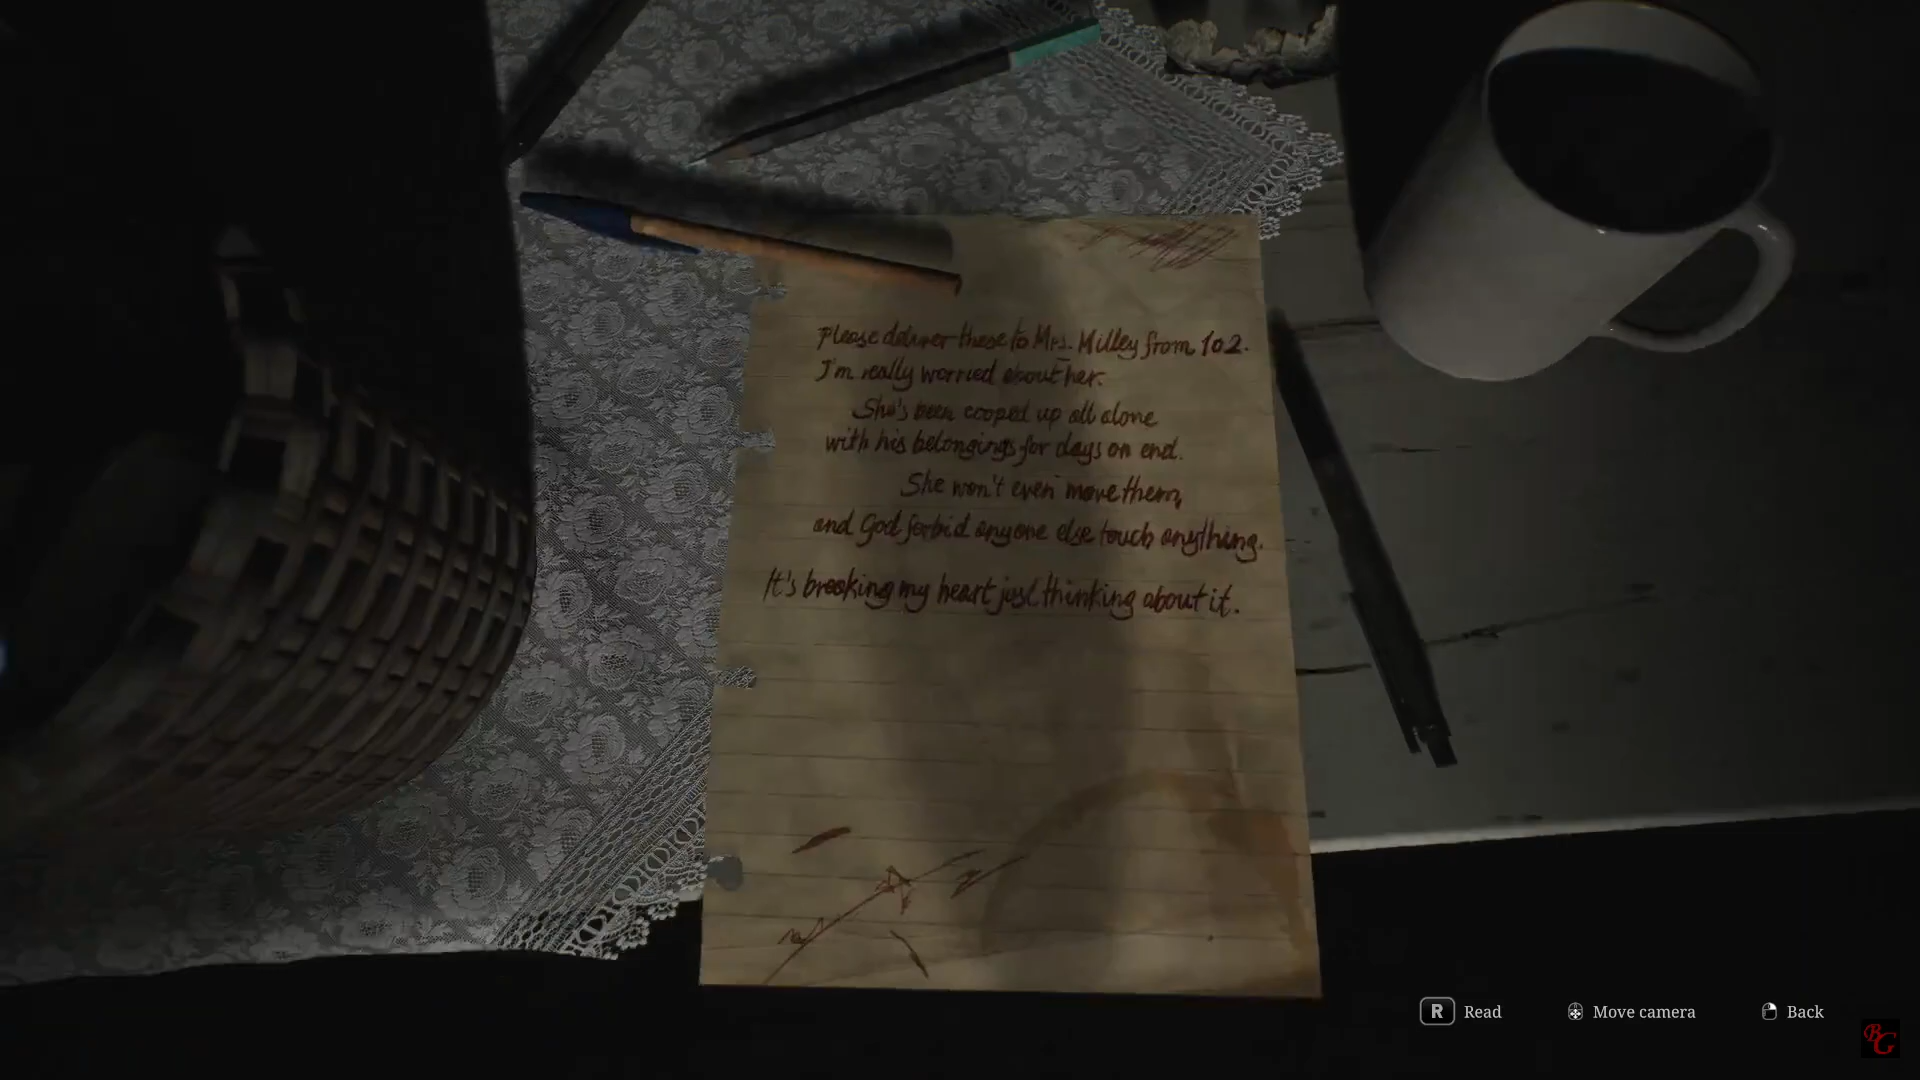 Please deliver these to Mrs. Milley from 102.
I'm really worried about her.
She's been cooped up all alone
with his belongings for days on end.
She won't even move them,
and God forbid anyone else touch anything.
It's breaking my heart just thinking about it.
R Read
Move camera
Back
BG